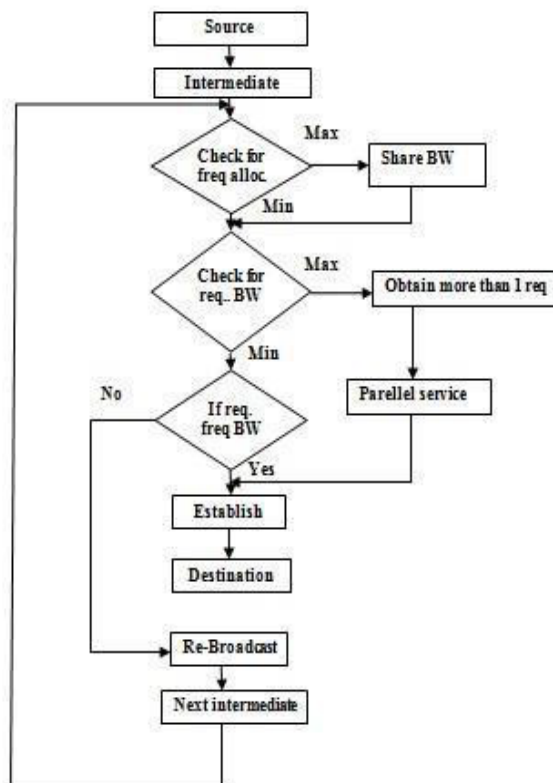 Source
Intermediate
Max
Check for
freq alloc.
Share BW
Min
Check for
req.. BW
Max
Obtain more than 1 req
Min
No
If req.
freq BW
Parellel service
Yes
Establish
Destination
Re-Broadcast
Next intermediate